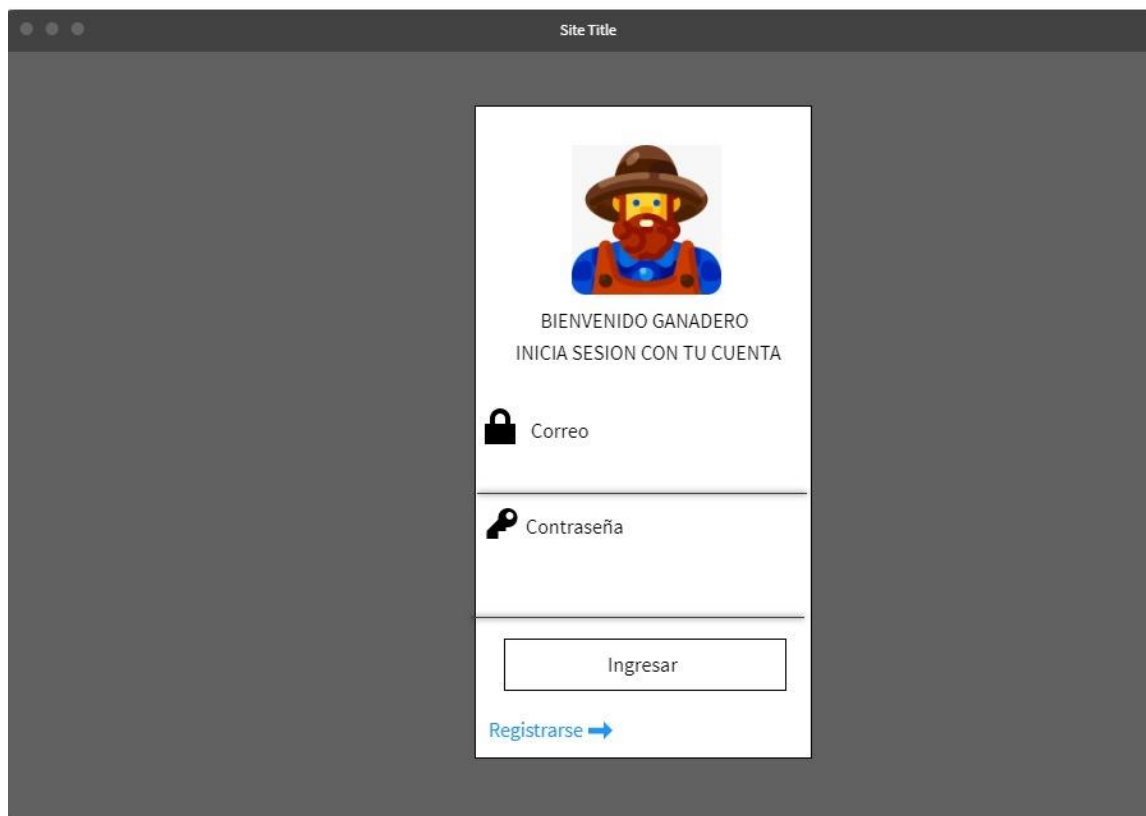 Site Title
BIENVENIDO GANADERO
INICIA SESION CON TU CUENTA
Correo
Contraseña
Ingresar
Registrarse